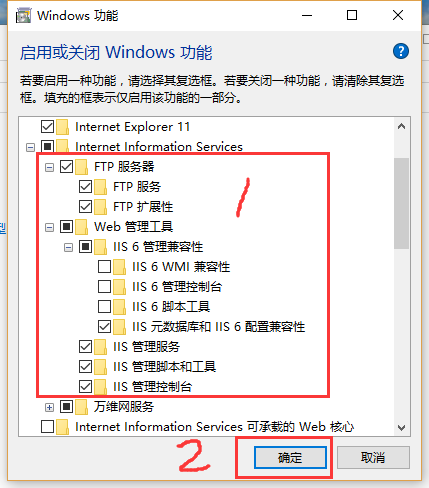 Windows 功能
启用或关闭 Windows 功能
若要启用一种功能，请选择其复选框。若要关闭一种功能，请清除其复选
框。填充的框表示仅启用该功能的一部分。
Internet Explorer 11
Internet Information Services
FTP 服务器
FTP 服务
FTP 扩展性
Web 管理工具
IIS 6 管理兼容性
IIS 6 WMI 兼容性
IIS 6 管理控制台
IIS 6 脚本工具
IIS 元数据库和 IIS 6 配置兼容性
IIS 管理服务
IIS 管理脚本和工具
IIS 管理控制台
万维网服务
Internet Information Services 可承载的 Web 核心
1
2
确定
取消
型